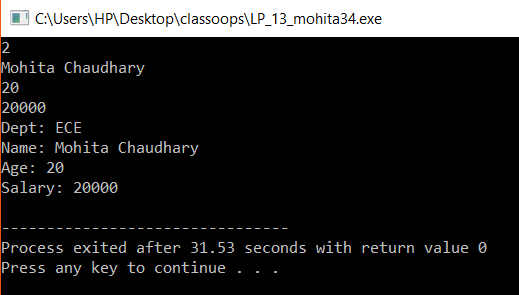 C:\Users\HP\Desktop\classoops\LP_13_mohita34.exe
2
Mohita Chaudhary
20
20000
Dept: ECE
Name: Mohita Chaudhary
Age: 20
Salary: 20000
--------------------------------
Process exited after 31.53 seconds with return value 0
Press any key to continue . . .